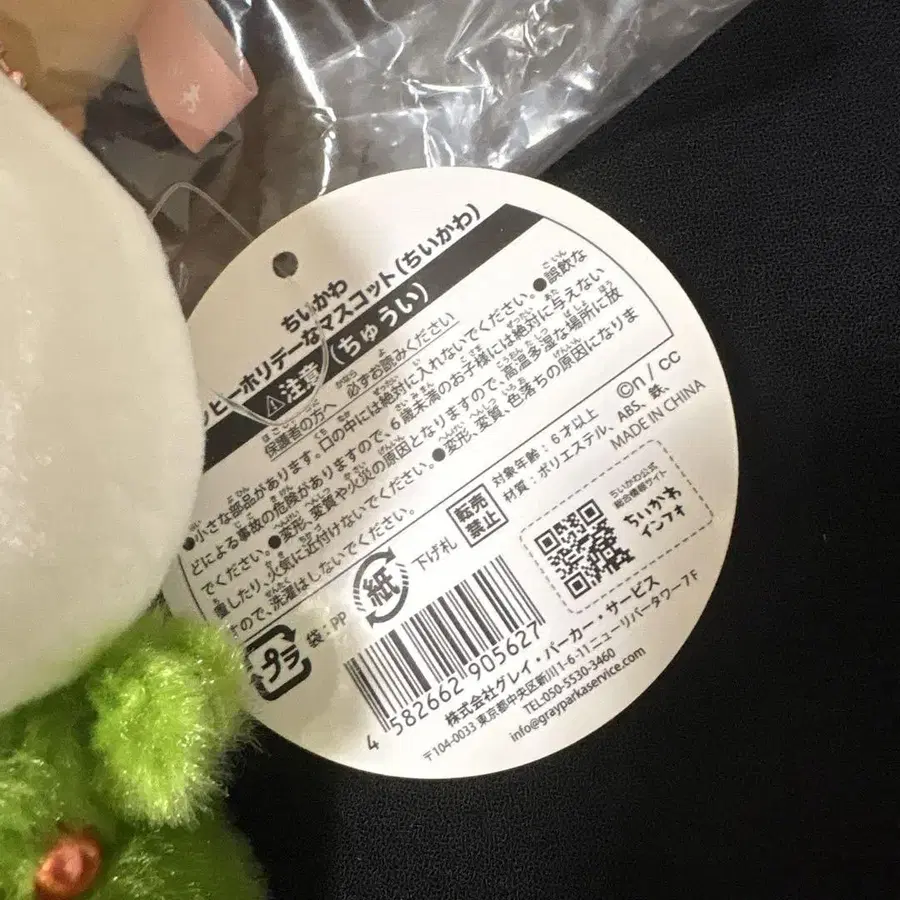 ちいかわ
ッピーホリデーなマスコット(ちいかわ)
注意(ちゅうい)
保護者の方へ 必ずお読みください
●小さな部品があります。口の中には絶対に入れないでください。●誤飲な
どによる事故の危険がありますので、6歳未満のお子様には絶対に与えない
でください。●変形、変質や火災の原因となりますので、高温多湿な場所に放
置したり、火気に近付けないでください。●変形、変質、色落ちの原因になりま
すので、洗濯はしないでください。
対象年齢:6才以上
材質:ポリエステル、ABS、鉄、
©n / cc
MADE IN CHINA
プラ
袋:PP
紙
下げ札
転売
禁止
ちいかわ公式
総合情報サイト
ちいかわ
インフォ
4 582662 905627
株式会社グレイ・パーカー・サービス
〒104-0033 東京都中央区新川1-6-11ニューリバータワー7F
TEL050-5530-3460
info@grayparkaservice.com